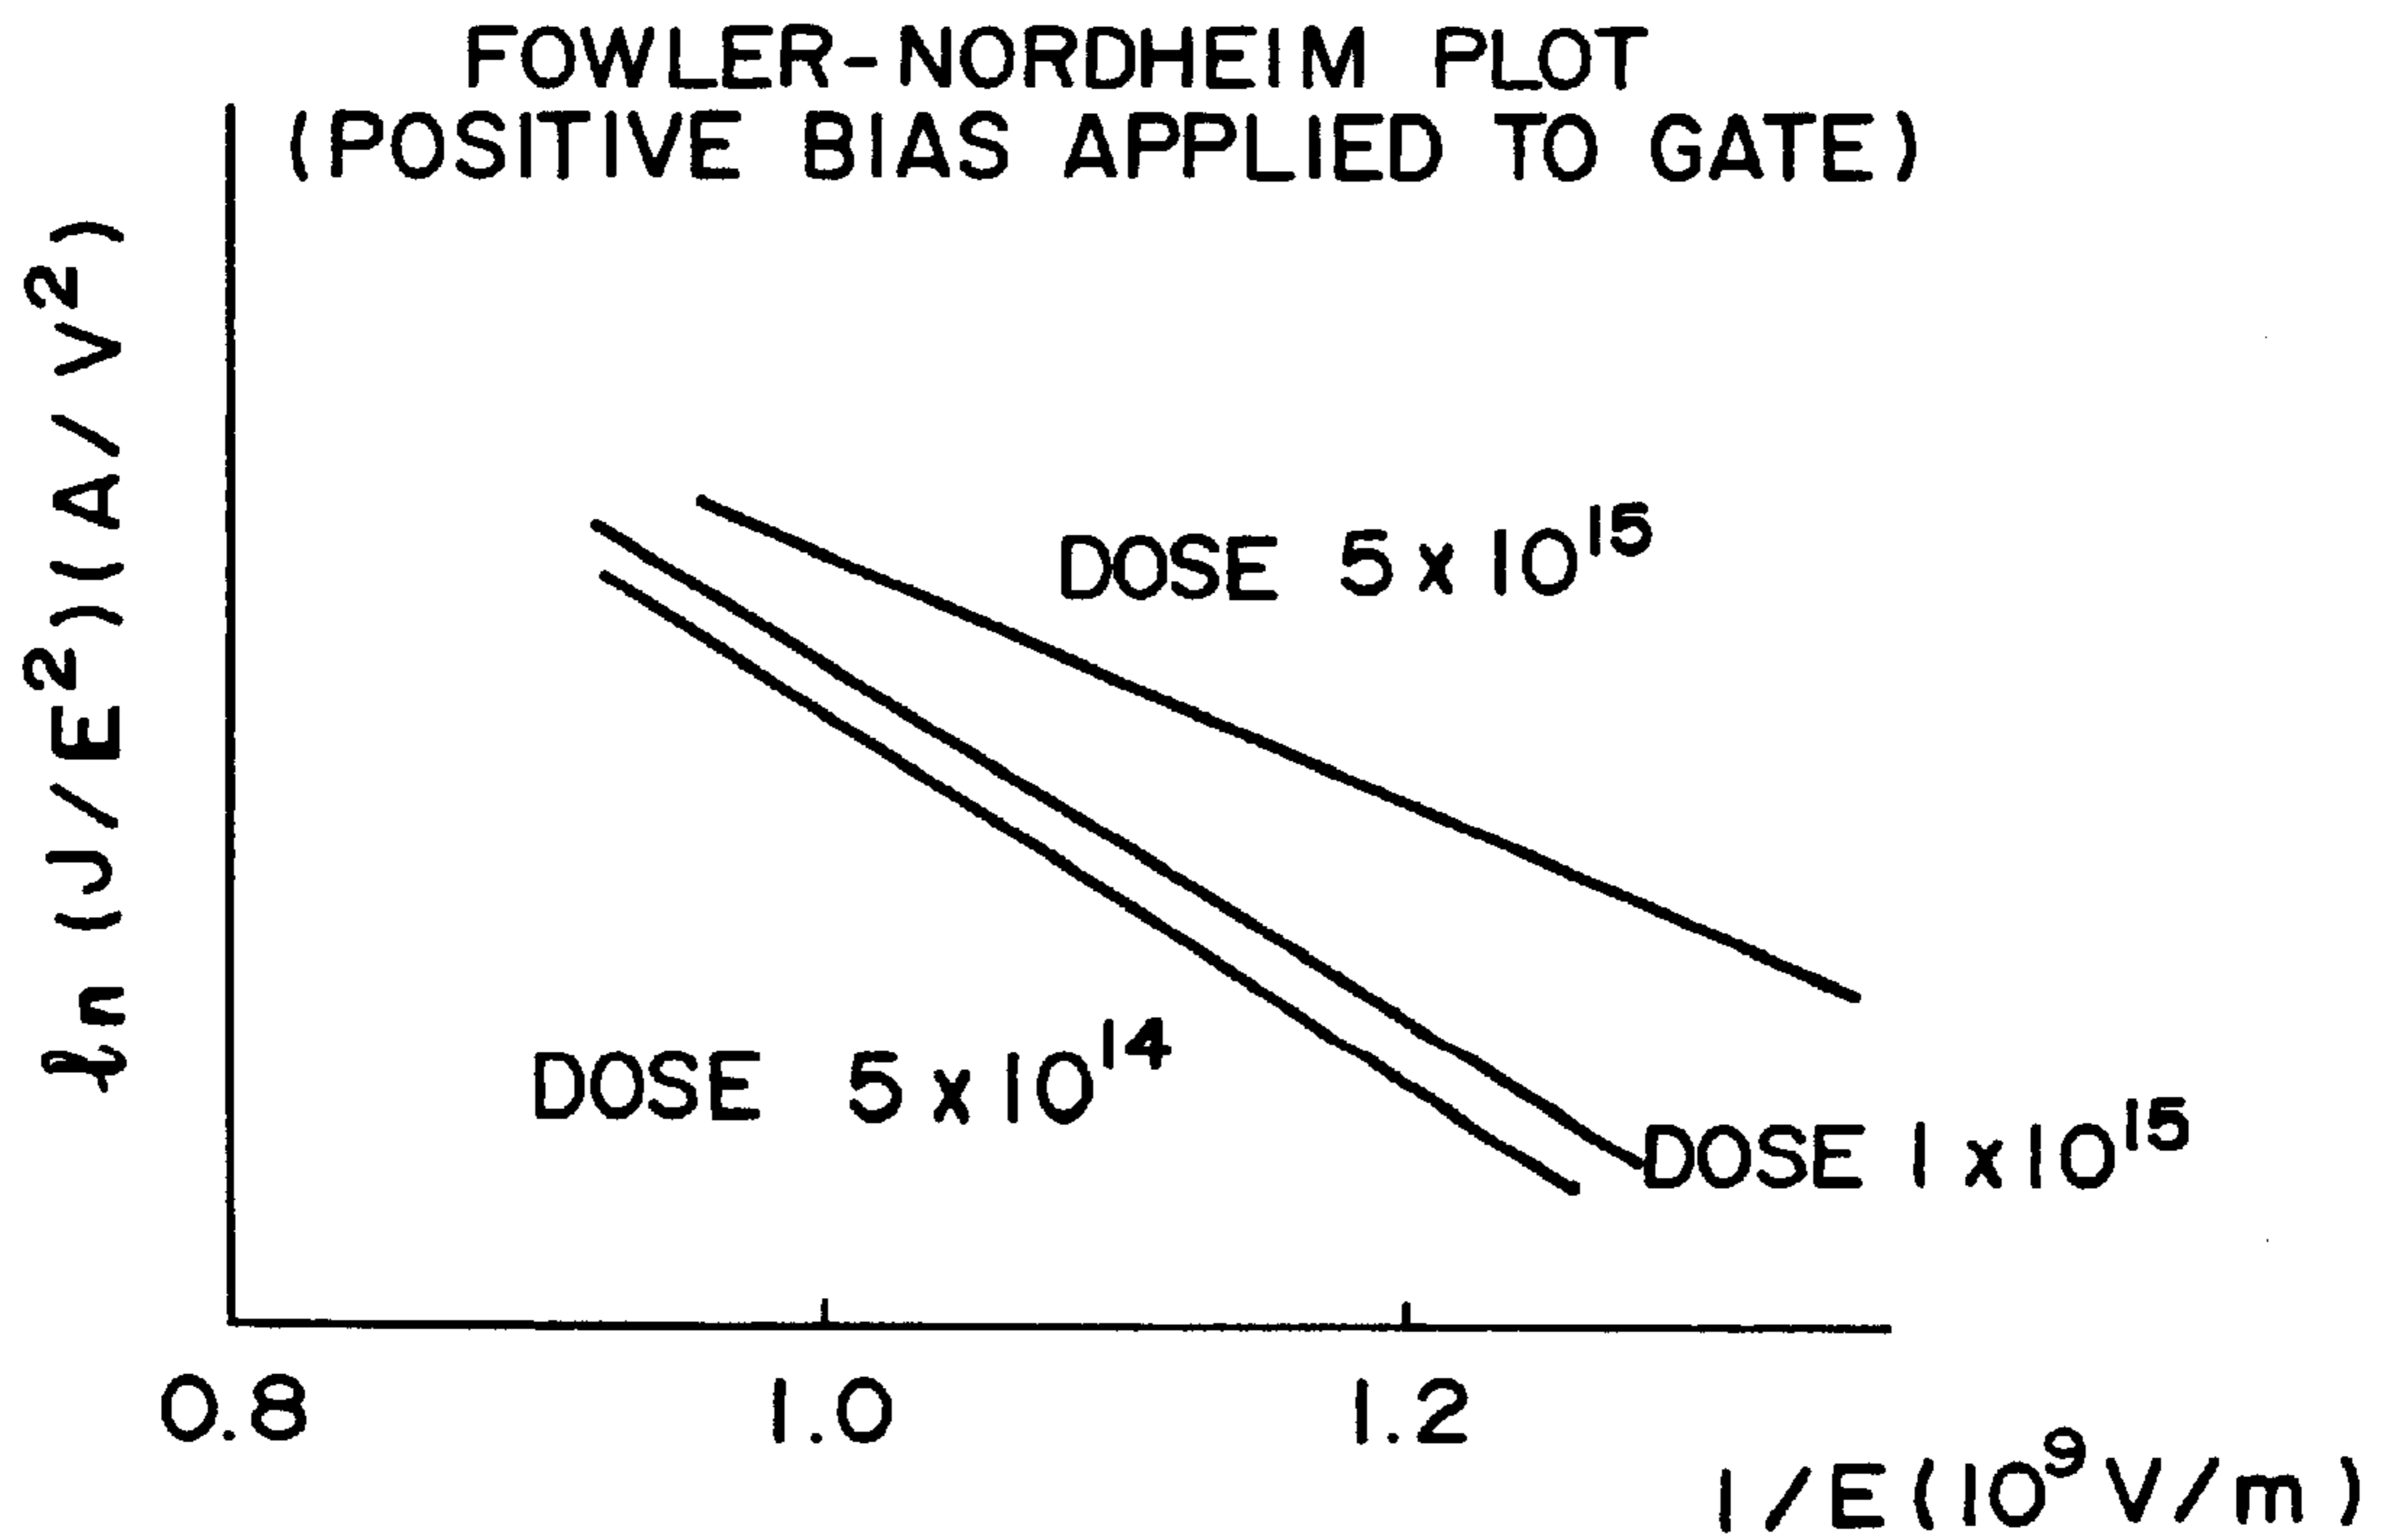 FOWLER-NORDHEIM PLOT
(POSITIVE BIAS APPLIED TO GATE)
ln (J/E²)(A/V²)
DOSE 5x10¹⁵
DOSE 5x10¹⁴
DOSE 1x10¹⁵
0.8 1.0 1.2
1/E(10⁹V/m)